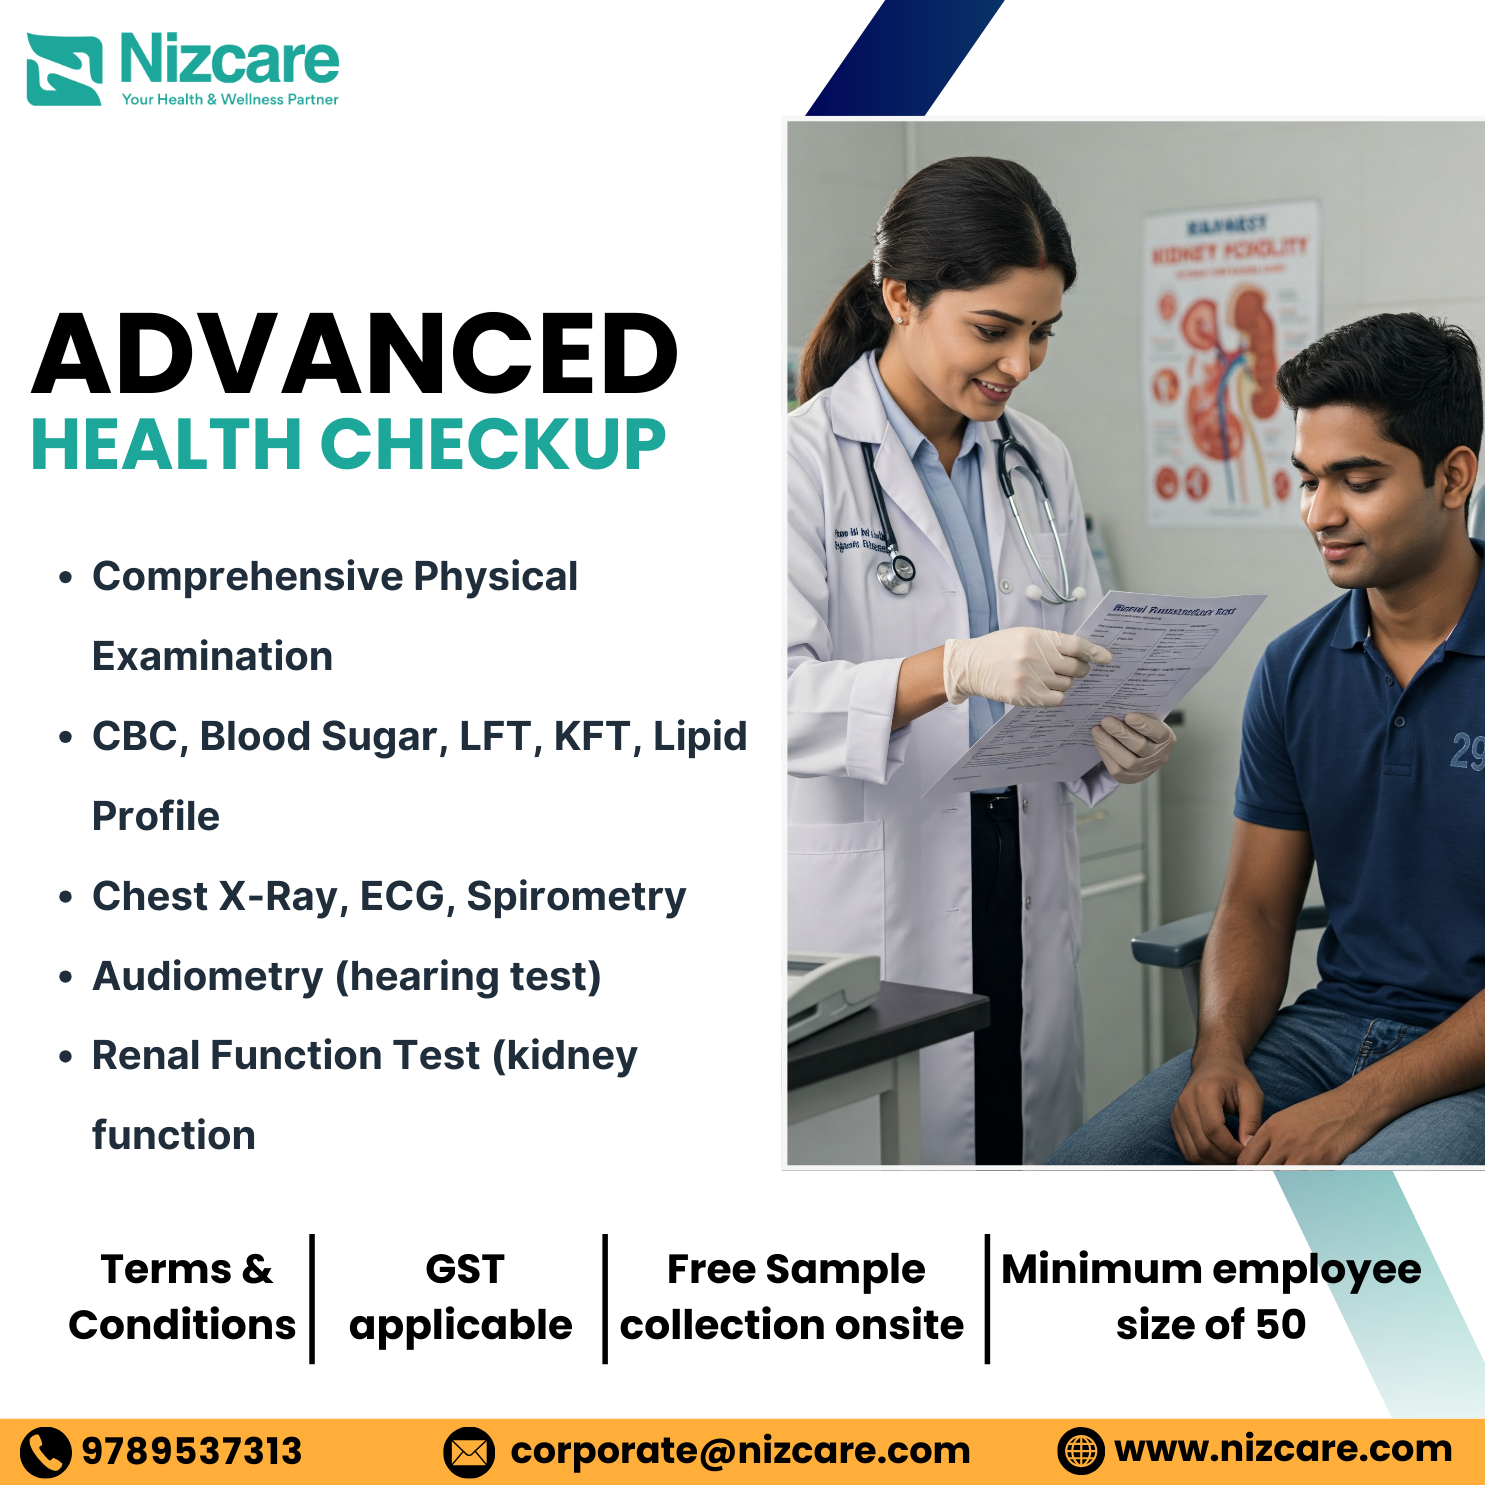 Nizcare
Your Health & Wellness Partner
ADVANCED
HEALTH CHECKUP
• Comprehensive Physical
Examination
• CBC, Blood Sugar, LFT, KFT, Lipid
Profile
• Chest X-Ray, ECG, Spirometry
• Audiometry (hearing test)
• Renal Function Test (kidney
function
29
Terms &
Conditions
GST
applicable
Free Sample
collection onsite
Minimum employee
size of 50
9789537313
corporate@nizcare.com
www.nizcare.com